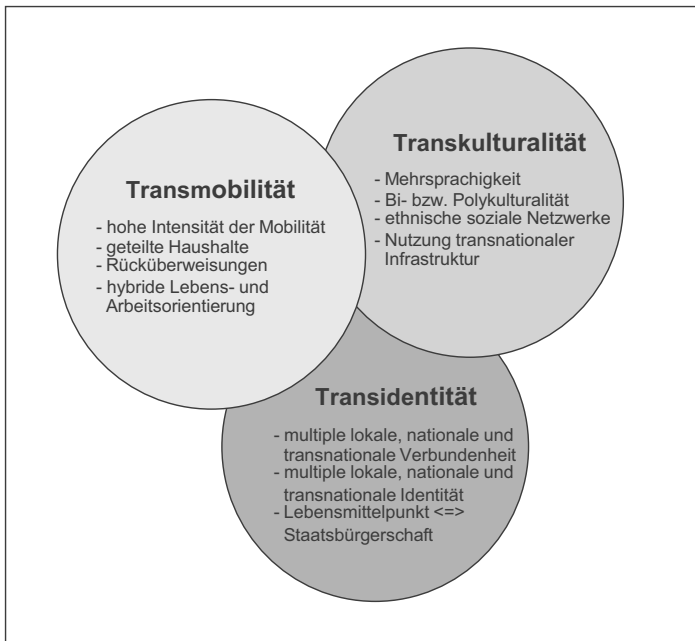 Transmobilität
- hohe Intensität der Mobilität
- geteilte Haushalte
- Rücküberweisungen
- hybride Lebens- und
Arbeitsorientierung
Transkulturalität
- Mehrsprachigkeit
- Bi- bzw. Polykulturalität
- ethnische soziale Netzwerke
- Nutzung transnationaler
Infrastruktur
Transidentität
- multiple lokale, nationale und
transnationale Verbundenheit
- multiple lokale, nationale und
transnationale Identität
- Lebensmittelpunkt <=>
Staatsbürgerschaft